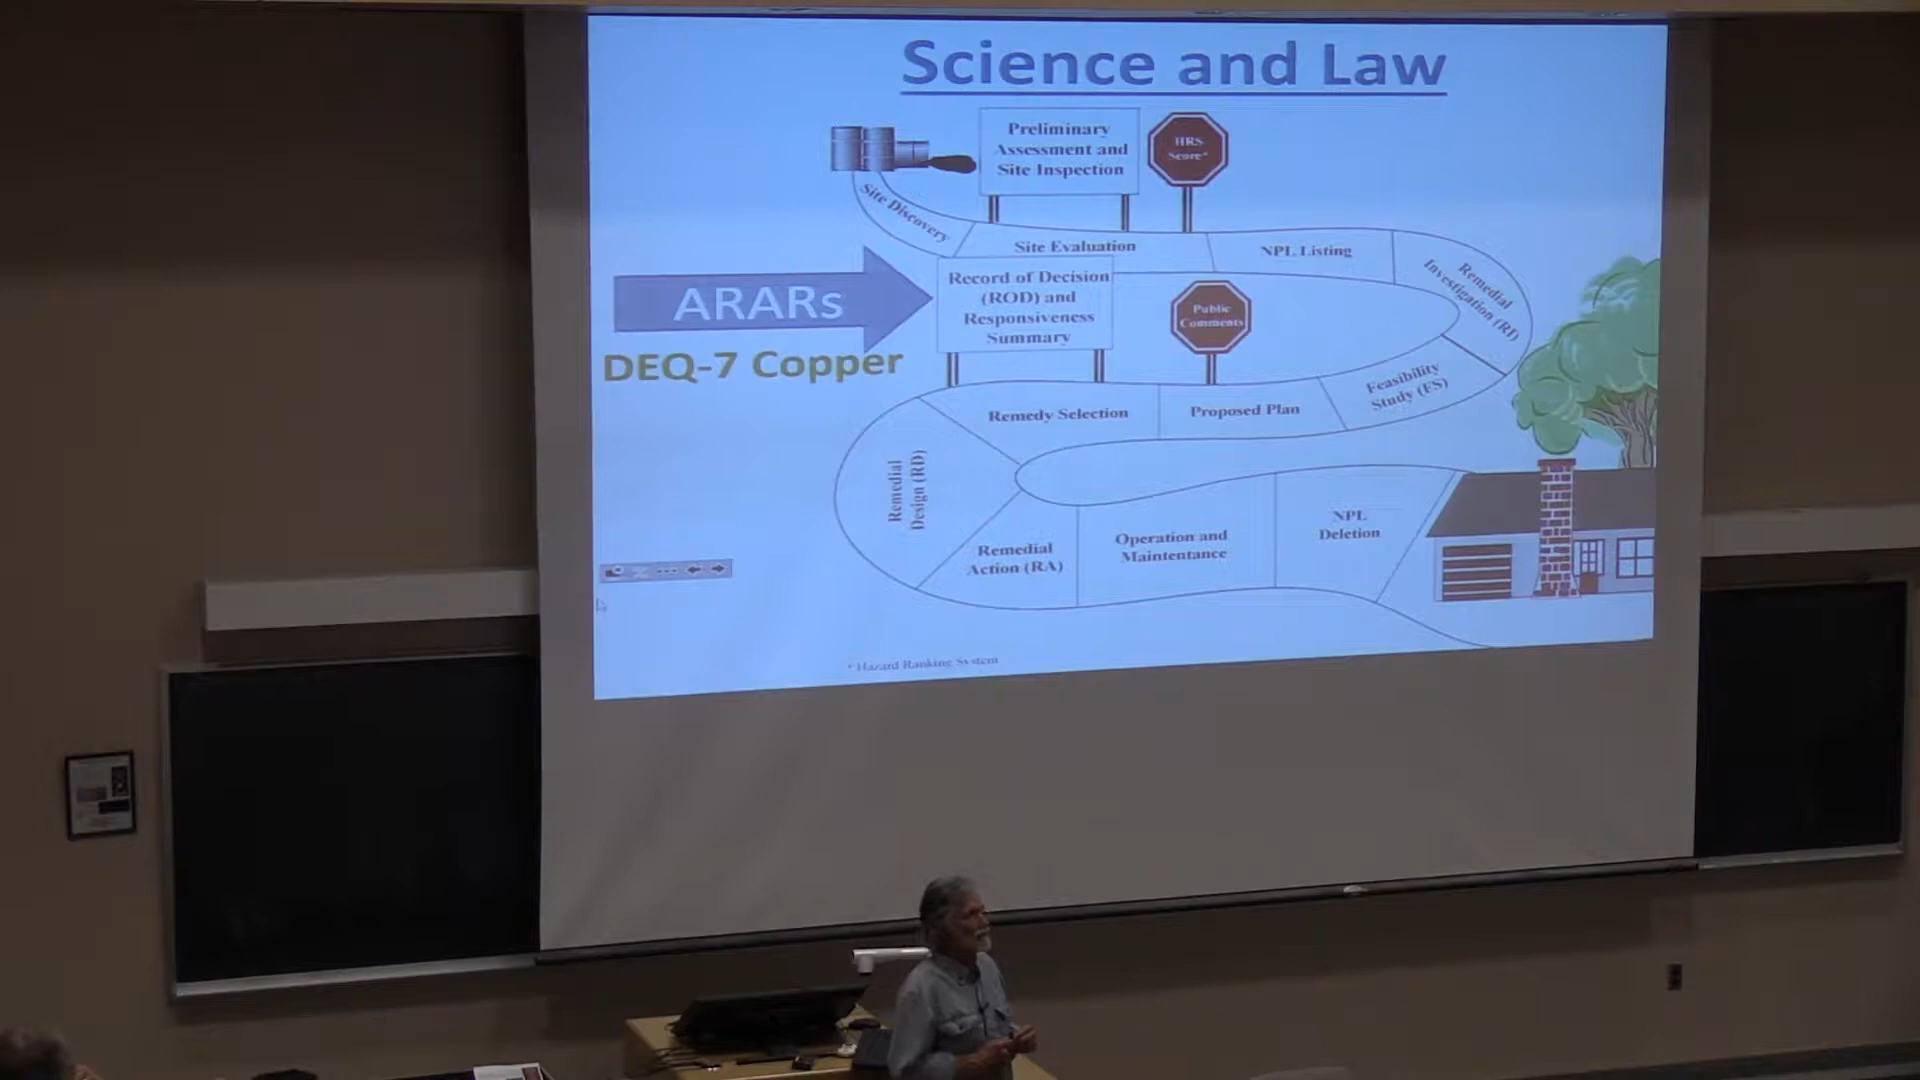 Science and Law
Preliminary
Assessment and
Site Inspection
HRS
Score*
Site Discovery
Site Evaluation
NPL Listing
Remedial
Investigation (RI)
ARARs
DEQ-7 Copper
Record of Decision
(ROD) and
Responsiveness
Summary
Public
Comments
Feasibility
Study (FS)
Proposed Plan
Remedy Selection
Remedial
Design (RD)
Remedial
Action (RA)
Operation and
Maintentance
NPL
Deletion
* Hazard Ranking System